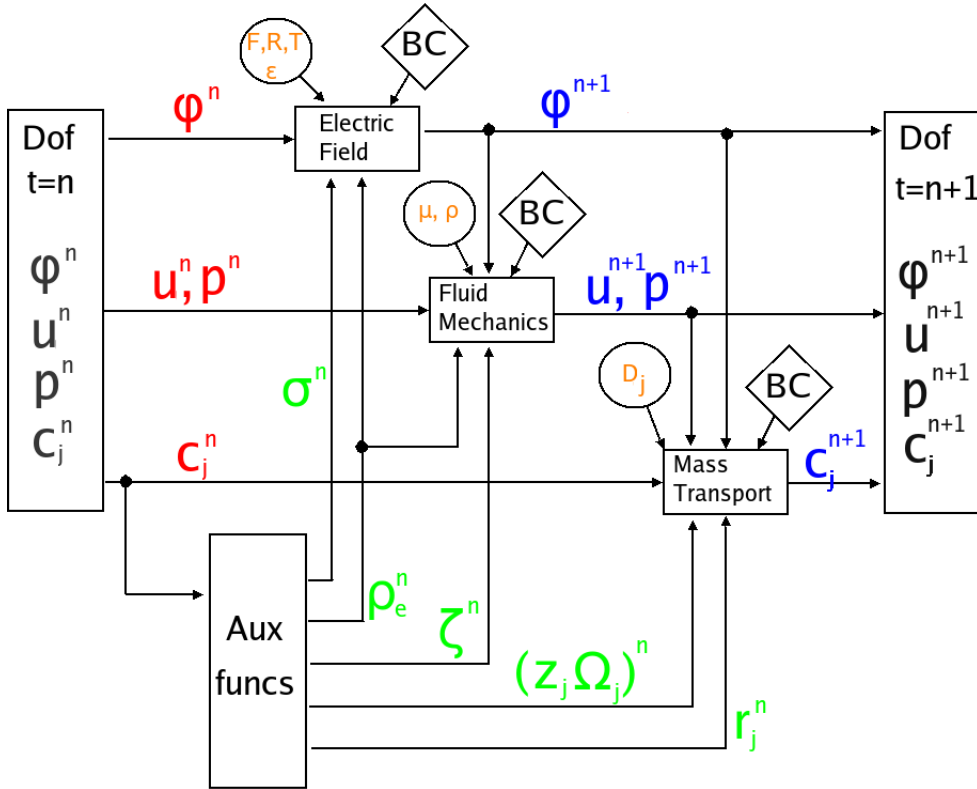 F,R,T
ε
BC
φⁿ
φⁿ⁺¹
Dof
t=n
φⁿ
uⁿ
pⁿ
cⱼⁿ
Electric
Field
Dof
t=n+1
φⁿ⁺¹
uⁿ⁺¹
pⁿ⁺¹
cⱼⁿ⁺¹
μ, ρ
BC
uⁿ, pⁿ
Fluid
Mechanics
uⁿ⁺¹, pⁿ⁺¹
σⁿ
Dⱼ
BC
cⱼⁿ
Mass
Transport
cⱼⁿ⁺¹
Aux
funcs
ρₑⁿ
ζⁿ
(zⱼΩⱼ)ⁿ
rⱼⁿ